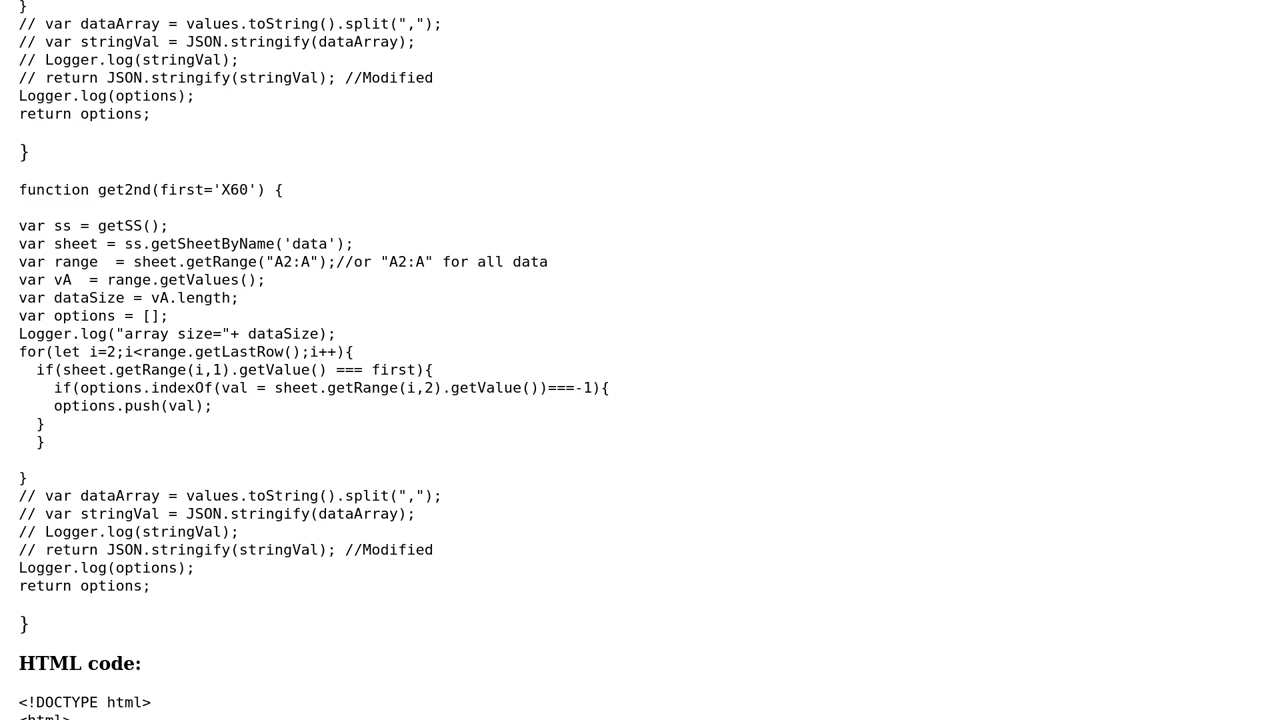 }
// var dataArray = values.toString().split(",");
// var stringVal = JSON.stringify(dataArray);
// Logger.log(stringVal);
// return JSON.stringify(stringVal); //Modified
Logger.log(options);
return options;
}
function get2nd(first='X60') {
var ss = getSS();
var sheet = ss.getSheetByName('data');
var range  = sheet.getRange("A2:A");//or "A2:A" for all data
var vA  = range.getValues();
var dataSize = vA.length;
var options = [];
Logger.log("array size="+ dataSize);
for(let i=2;i<range.getLastRow();i++){
  if(sheet.getRange(i,1).getValue() === first){
    if(options.indexOf(val = sheet.getRange(i,2).getValue())===-1){
    options.push(val);
  }
  }
}
// var dataArray = values.toString().split(",");
// var stringVal = JSON.stringify(dataArray);
// Logger.log(stringVal);
// return JSON.stringify(stringVal); //Modified
Logger.log(options);
return options;
}
HTML code:
<!DOCTYPE html>
<html>